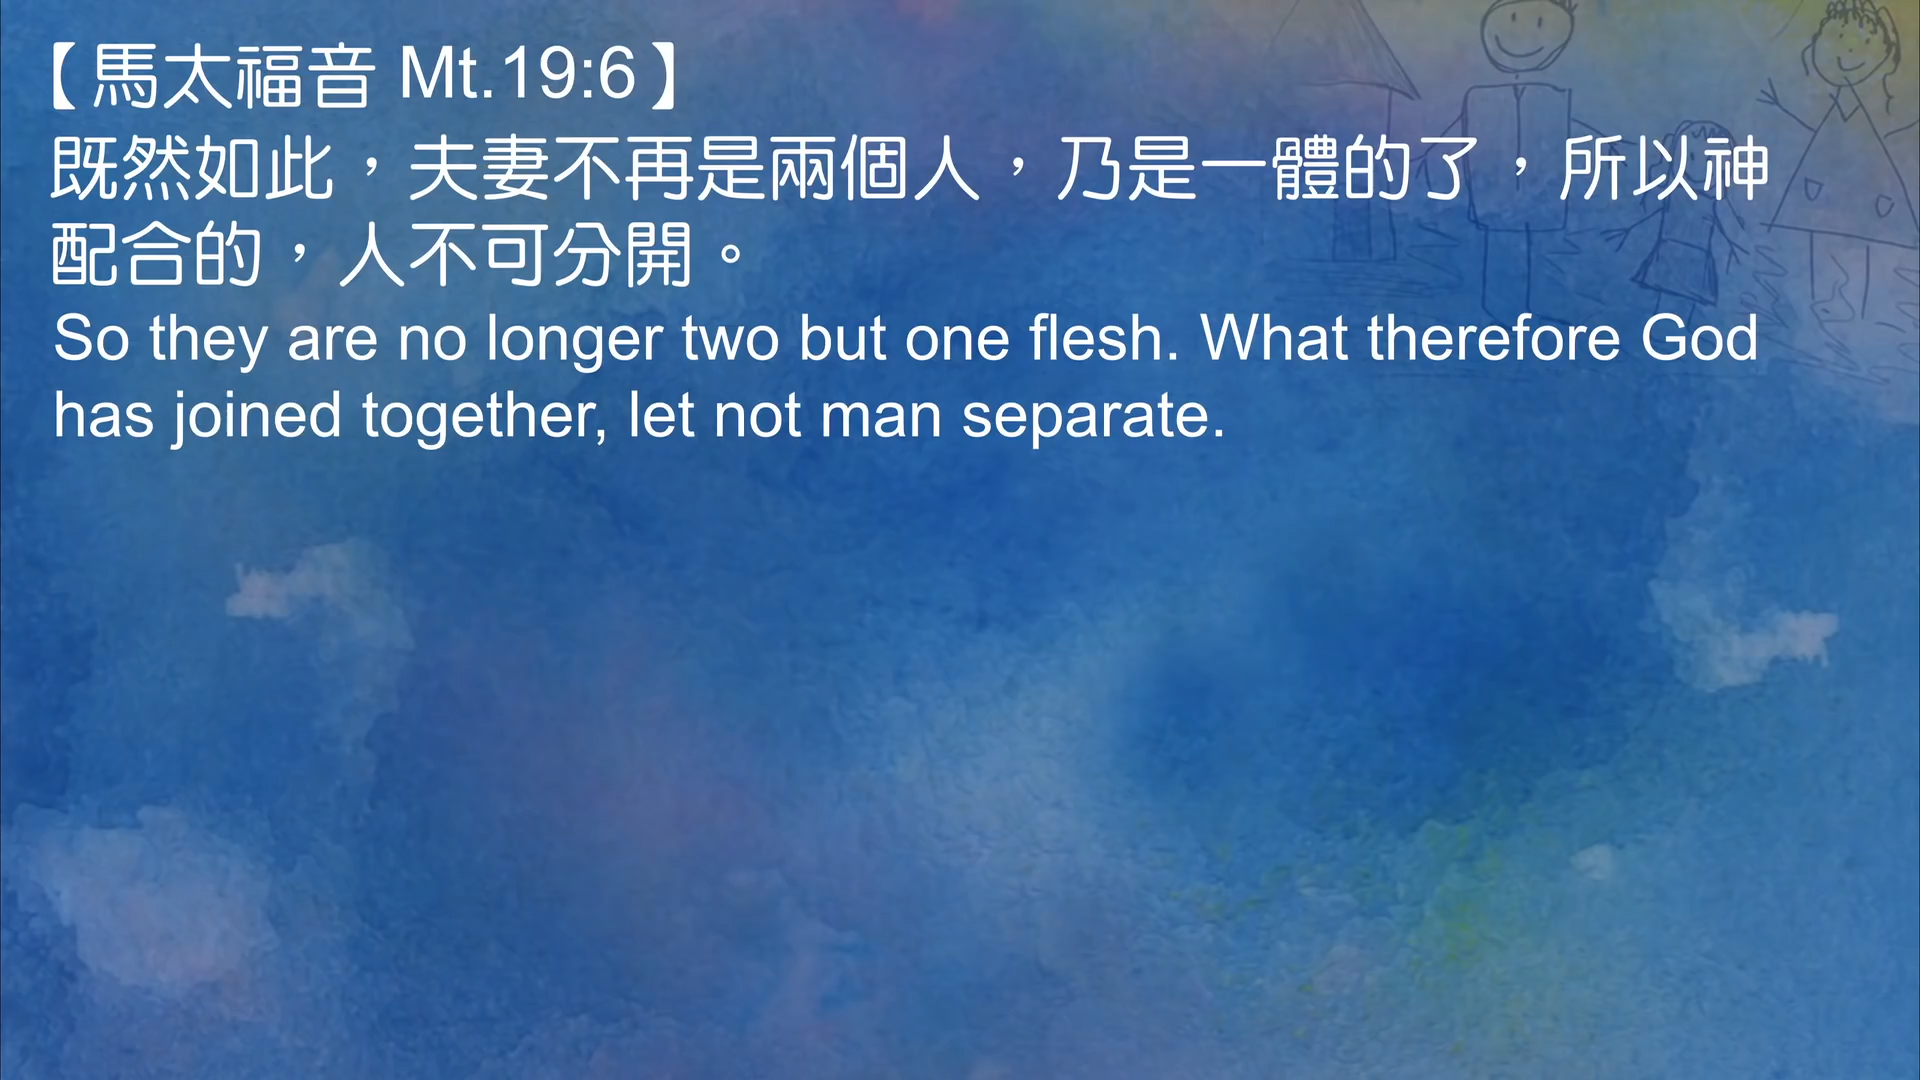 【馬太福音 Mt.19:6】
既然如此，夫妻不再是兩個人，乃是一體的了，所以神
配合的，人不可分開。
So they are no longer two but one flesh. What therefore God
has joined together, let not man separate.